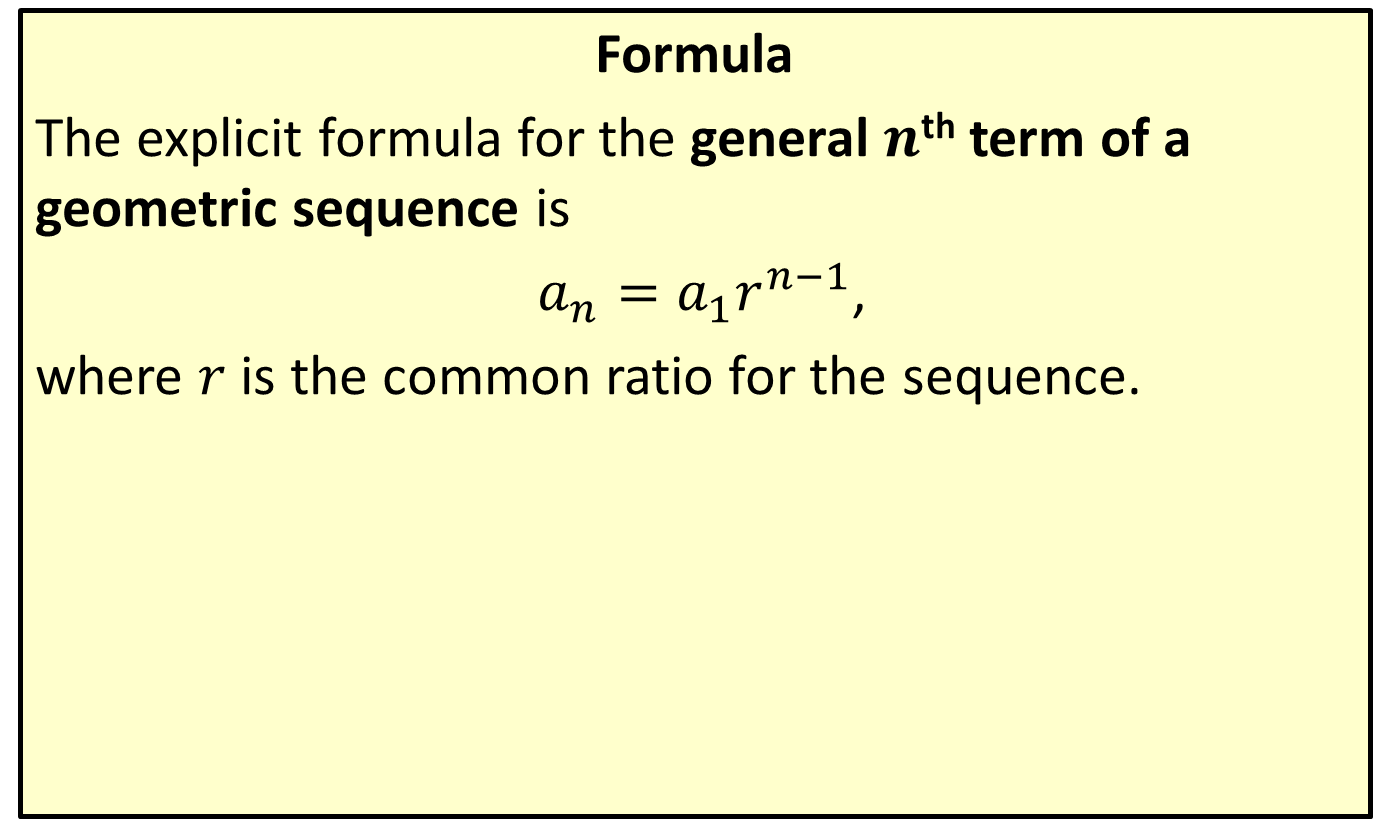 Formula
The explicit formula for the general nᵗʰ term of a
geometric sequence is
aₙ = a₁rⁿ⁻¹,
where r is the common ratio for the sequence.